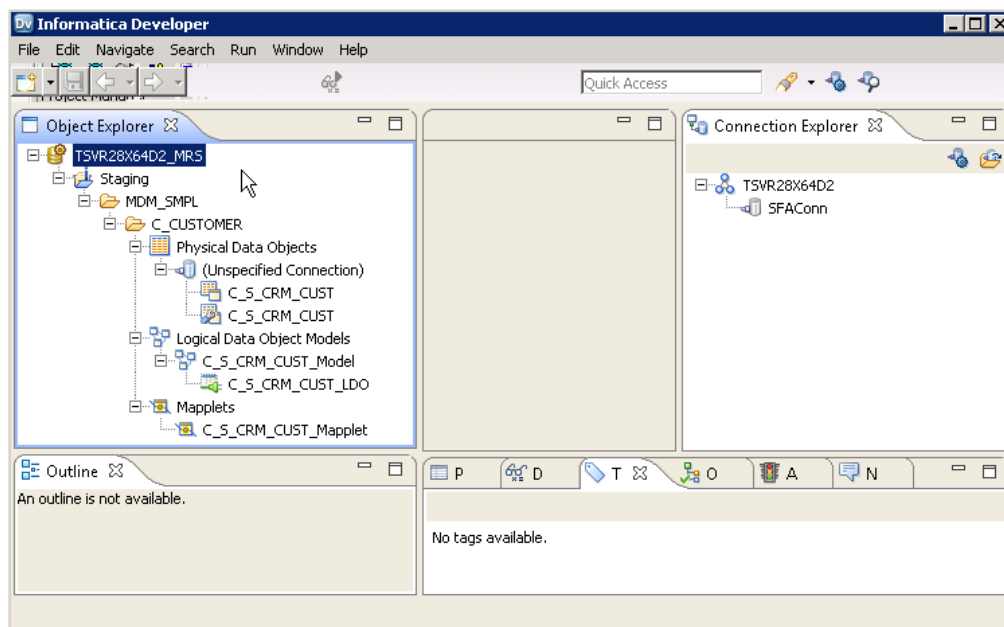 Dv Informatica Developer
File Edit Navigate Search Run Window Help
Quick Access
Object Explorer
TSVR28X64D2_MRS
Staging
MDM_SMPL
C_CUSTOMER
Physical Data Objects
(Unspecified Connection)
C_S_CRM_CUST
C_S_CRM_CUST
Logical Data Object Models
C_S_CRM_CUST_Model
C_S_CRM_CUST_LDO
Mapplets
C_S_CRM_CUST_Mapplet
Connection Explorer
TSVR28X64D2
SFAConn
Outline
An outline is not available.
P D T O A N
No tags available.